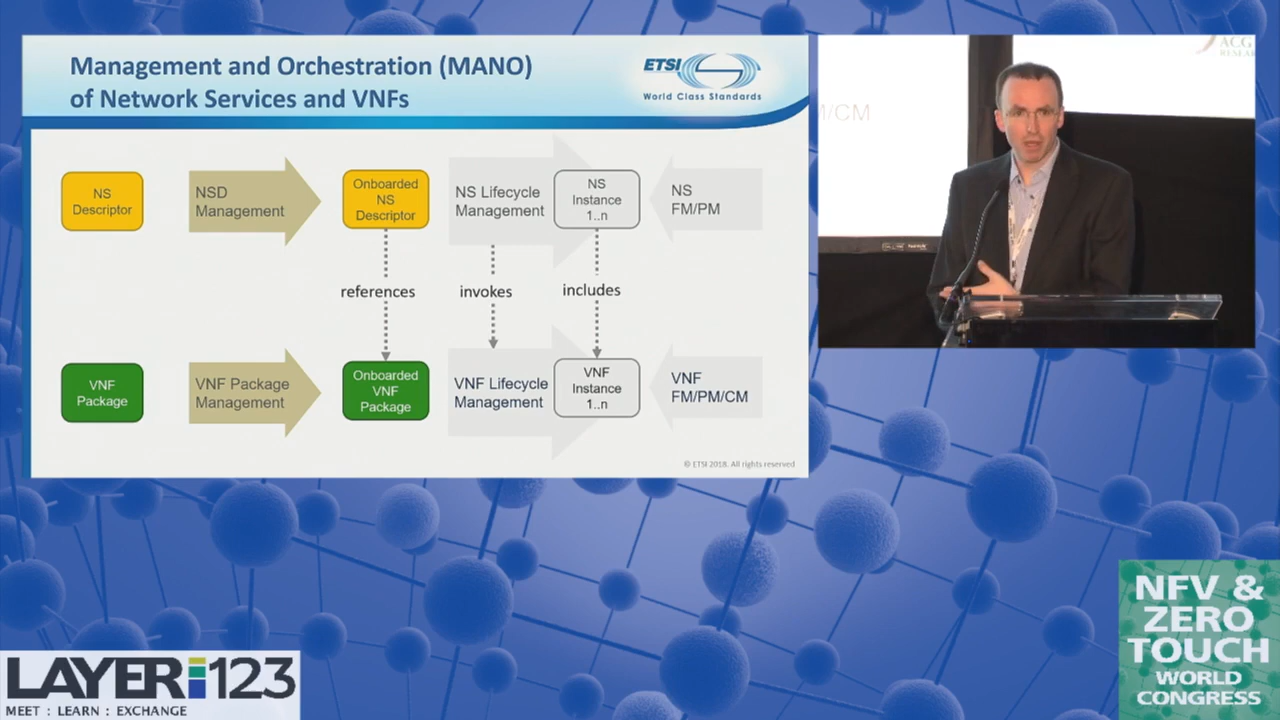 Management and Orchestration (MANO)
of Network Services and VNFs
ETSI
World Class Standards
NS
Descriptor
NSD
Management
Onboarded
NS
Descriptor
NS Lifecycle
Management
NS
Instance
1..n
NS
FM/PM
references
invokes
includes
VNF
Package
VNF Package
Management
Onboarded
VNF
Package
VNF Lifecycle
Management
VNF
Instance
1..n
VNF
FM/PM/CM
© ETSI 2018. All rights reserved
ACG
M/CM
LAYER123
MEET : LEARN : EXCHANGE
NFV &
ZERO
TOUCH
WORLD
CONGRESS